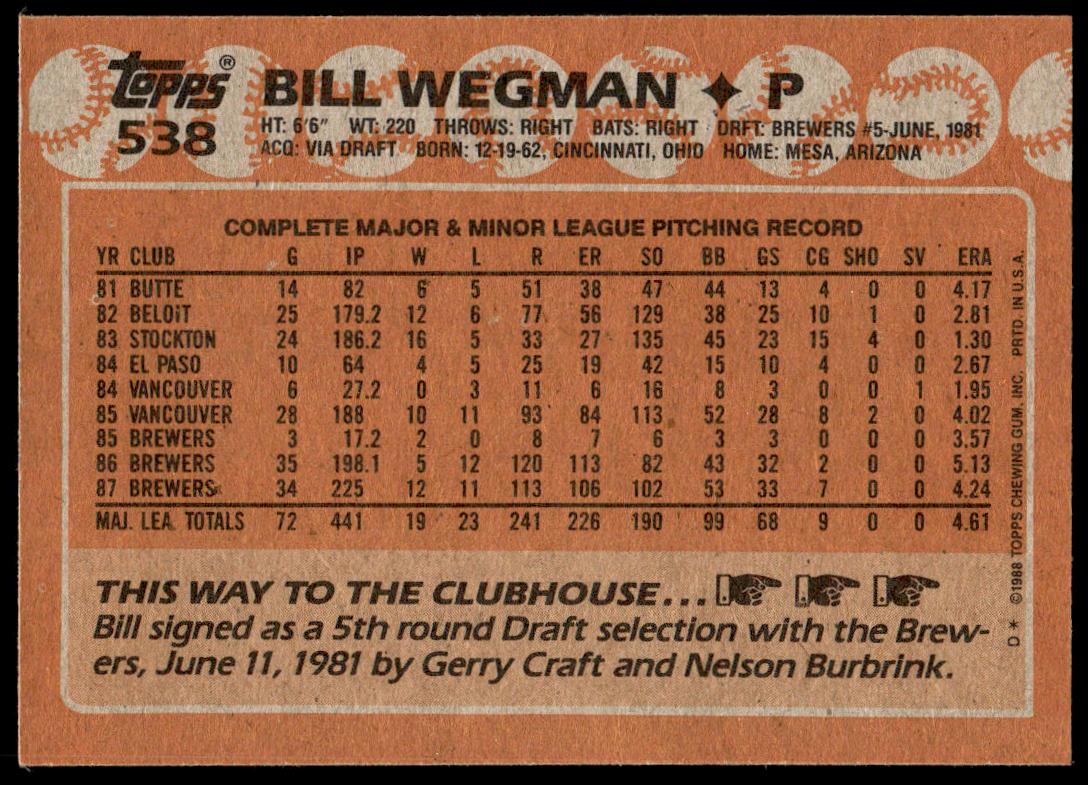 topps® BILL WEGMAN ♦ P
538
HT: 6'6" WT: 220 THROWS: RIGHT BATS: RIGHT DRFT: BREWERS #5-JUNE, 1981
ACQ: VIA DRAFT BORN: 12-19-62, CINCINNATI, OHIO HOME: MESA, ARIZONA
COMPLETE MAJOR & MINOR LEAGUE PITCHING RECORD
YR CLUB G IP W L R ER SO BB GS CG SHO SV ERA
81 BUTTE 14 82 6 5 51 38 47 44 13 4 0 0 4.17
82 BELOIT 25 179.2 12 6 77 56 129 38 25 10 1 0 2.81
83 STOCKTON 24 186.2 16 5 33 27 135 45 23 15 4 0 1.30
84 EL PASO 10 64 4 5 25 19 42 15 10 4 0 0 2.67
84 VANCOUVER 6 27.2 0 3 11 6 16 8 3 0 0 1 1.95
85 VANCOUVER 28 188 10 11 93 84 113 52 28 8 2 0 4.02
85 BREWERS 3 17.2 2 0 8 7 6 3 3 0 0 0 3.57
86 BREWERS 35 198.1 5 12 120 113 82 43 32 2 0 0 5.13
87 BREWERS 34 225 12 11 113 106 102 53 33 7 0 0 4.24
MAJ. LEA. TOTALS 72 441 19 23 241 226 190 99 68 9 0 0 4.61
THIS WAY TO THE CLUBHOUSE...
Bill signed as a 5th round Draft selection with the Brew-
ers, June 11, 1981 by Gerry Craft and Nelson Burbrink.
D* ©1988 TOPPS CHEWING GUM, INC. PRTD. IN U.S.A.